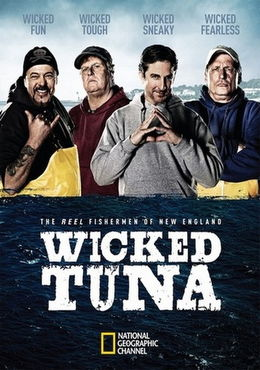 WICKED FUN
WICKED TOUGH
WICKED SNEAKY
WICKED FEARLESS
THE REEL FISHERMEN OF NEW ENGLAND
WICKED
TUNA
NATIONAL
GEOGRAPHIC
CHANNEL